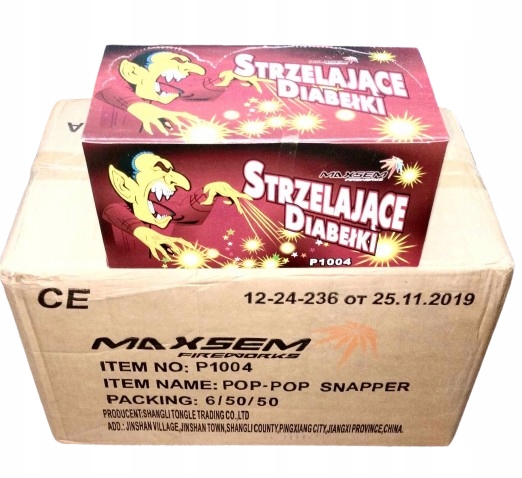 STRZELAJĄCE
DIABEŁKI
MAXSEM
FIREWORKS
STRZELAJĄCE
DIABEŁKI
P1004
CE
12-24-236 от 25.11.2019
MAXSEM
FIREWORKS
ITEM NO: P1004
ITEM NAME: POP-POP SNAPPER
PACKING: 6/50/50
PRODUCENT:SHANGLI TONGLE TRADING CO.,LTD
ADD.: JINSHAN VILLAGE, JINSHAN TOWN,SHANGLI COUNTY,PINGXIANG CITY,JIANGXI PROVINCE,CHINA.